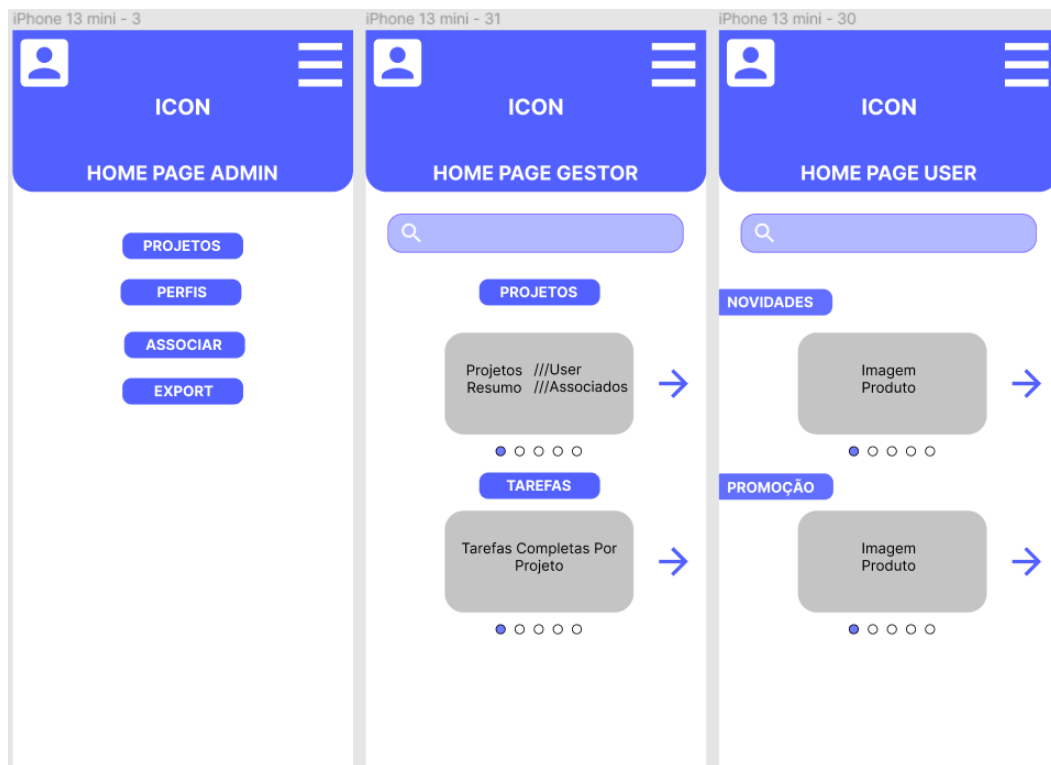 iPhone 13 mini - 3
ICON
HOME PAGE ADMIN
PROJETOS
PERFIS
ASSOCIAR
EXPORT
iPhone 13 mini - 31
ICON
HOME PAGE GESTOR
PROJETOS
Projetos ///User
Resumo ///Associados
TAREFAS
Tarefas Completas Por
Projeto
iPhone 13 mini - 30
ICON
HOME PAGE USER
NOVIDADES
Imagem
Produto
PROMOÇÃO
Imagem
Produto